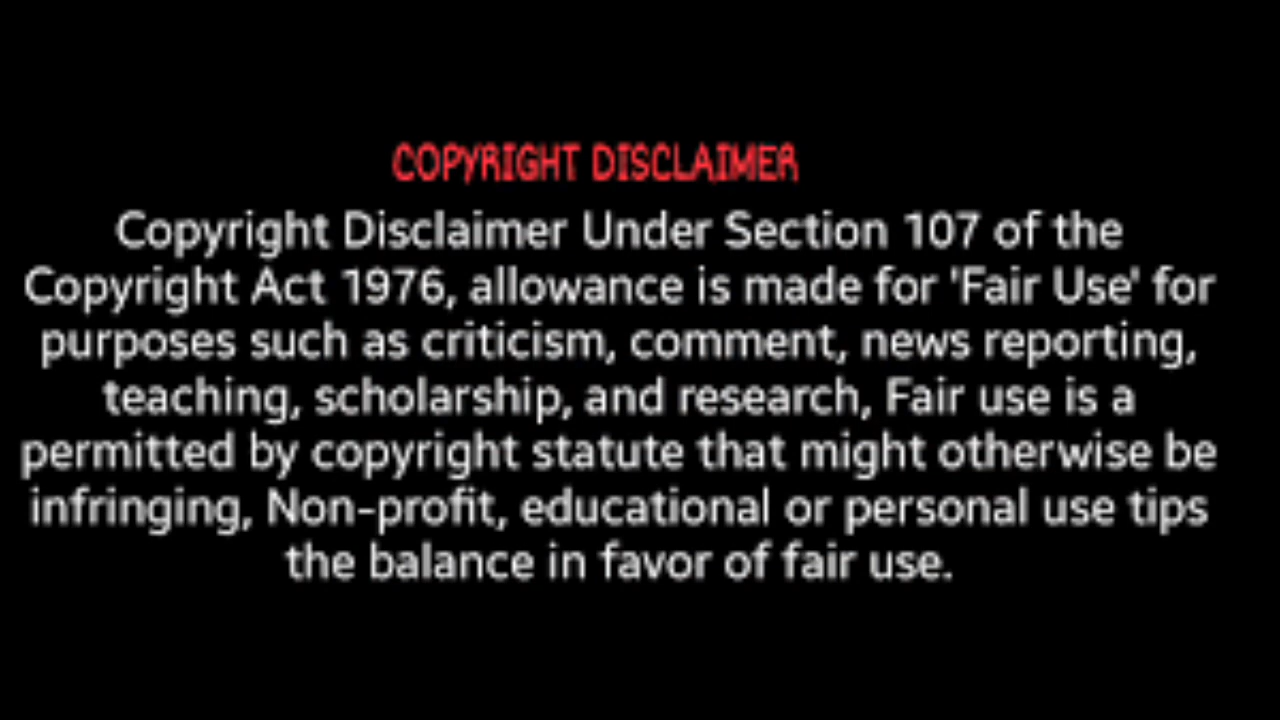 COPYRIGHT DISCLAIMER
Copyright Disclaimer Under Section 107 of the
Copyright Act 1976, allowance is made for 'Fair Use' for
purposes such as criticism, comment, news reporting,
teaching, scholarship, and research, Fair use is a
permitted by copyright statute that might otherwise be
infringing, Non-profit, educational or personal use tips
the balance in favor of fair use.